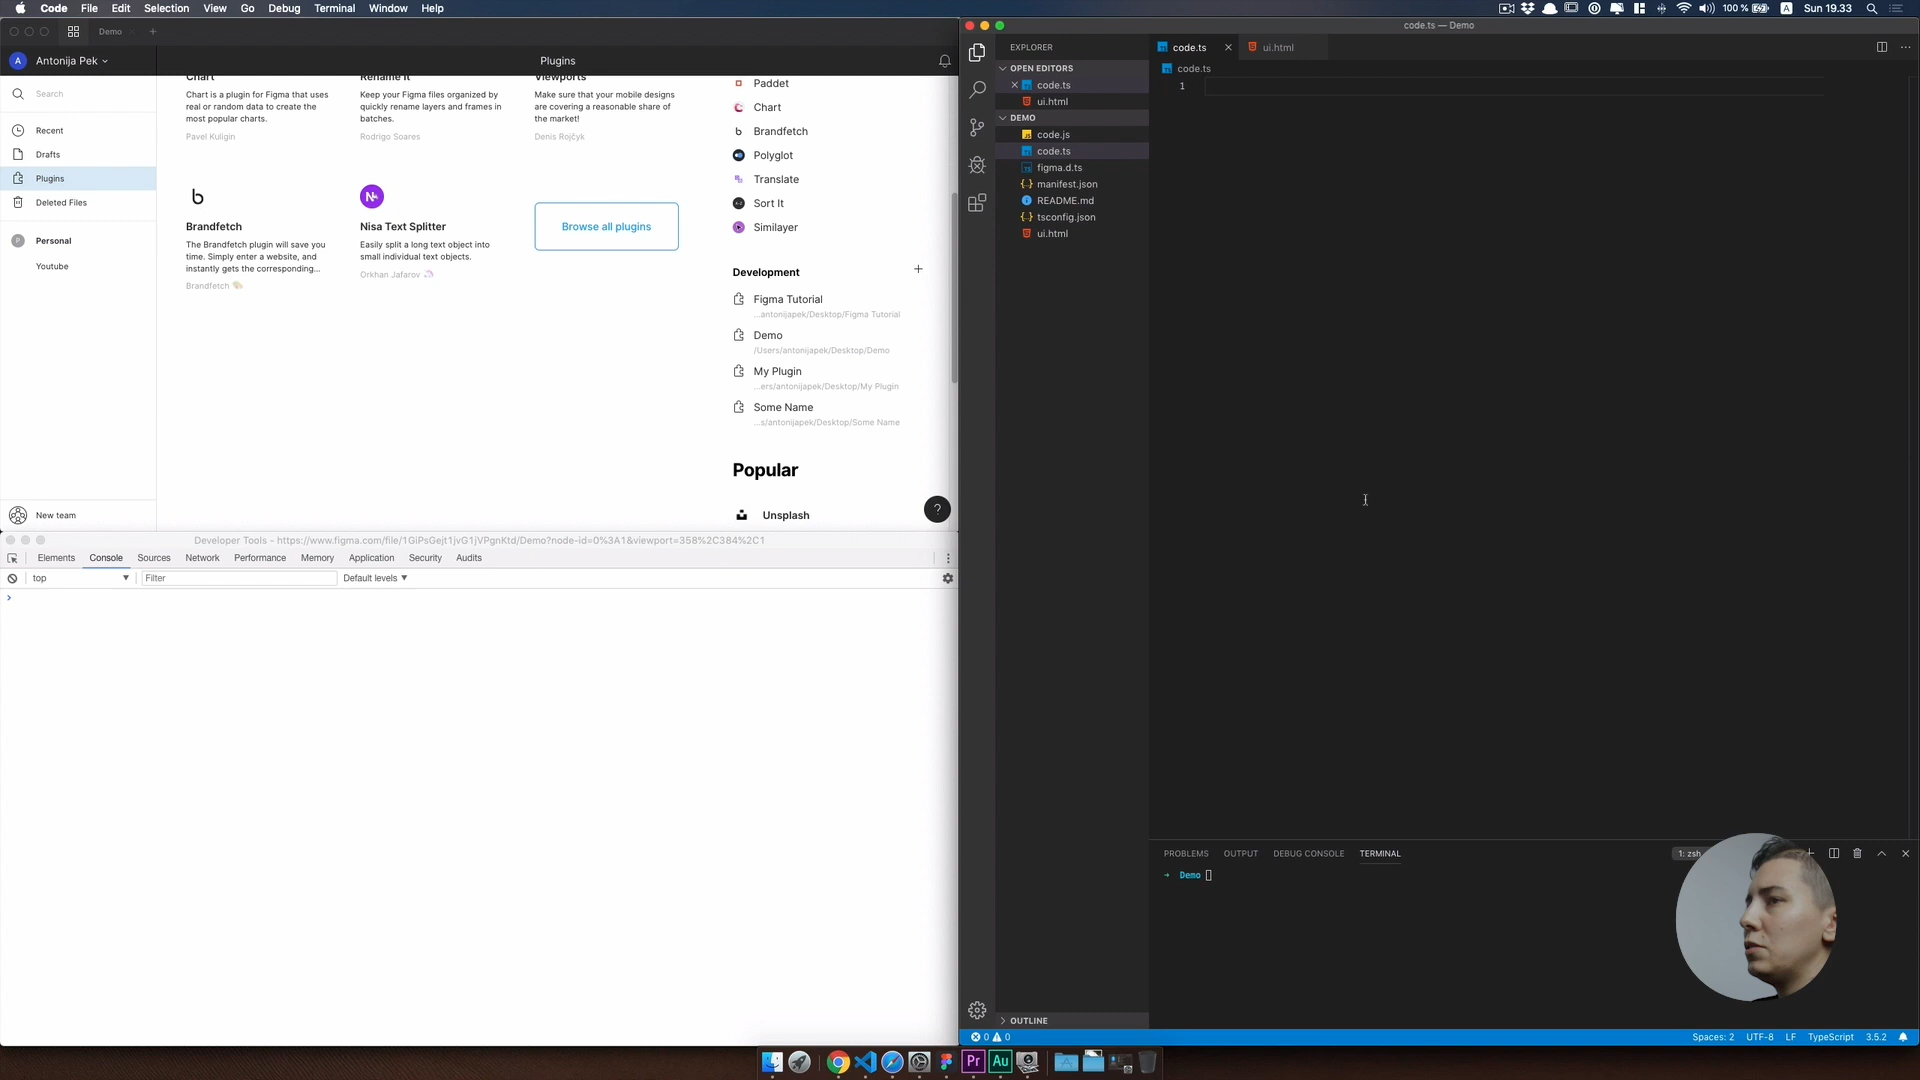 Code File Edit Selection View Go Debug Terminal Window Help
100 % A Sun 19.33
Demo
A Antonija Pek
Plugins
Search
Recent
Drafts
Plugins
Deleted Files
P Personal
Youtube
New team
Chart
Chart is a plugin for Figma that uses
real or random data to create the
most popular charts.
Pavel Kuligin
Rename It
Keep your Figma files organized by
quickly rename layers and frames in
batches.
Rodrigo Soares
Viewports
Make sure that your mobile designs
are covering a reasonable share of
the market!
Denis Rojčyk
Brandfetch
The Brandfetch plugin will save you
time. Simply enter a website, and
instantly gets the corresponding...
Brandfetch
Nisa Text Splitter
Easily split a long text object into
small individual text objects.
Orkhan Jafarov
Browse all plugins
Paddet
Chart
Brandfetch
Polyglot
Translate
Sort It
Similayer
Development +
Figma Tutorial
...antonijapek/Desktop/Figma Tutorial
Demo
/Users/antonijapek/Desktop/Demo
My Plugin
...ers/antonijapek/Desktop/My Plugin
Some Name
...s/antonijapek/Desktop/Some Name
Popular
Unsplash
?
Developer Tools - https://www.figma.com/file/1GiPsGejt1jvG1jVPgnKtd/Demo?node-id=0%3A1&viewport=358%2C384%2C1
Elements Console Sources Network Performance Memory Application Security Audits
top Filter Default levels
code.ts — Demo
EXPLORER
OPEN EDITORS
code.ts
ui.html
DEMO
code.js
code.ts
figma.d.ts
manifest.json
README.md
tsconfig.json
ui.html
OUTLINE
code.ts ui.html
code.ts
1
PROBLEMS OUTPUT DEBUG CONSOLE TERMINAL 1: zsh
→ Demo
0 0 Spaces: 2 UTF-8 LF TypeScript 3.5.2
Pr Au